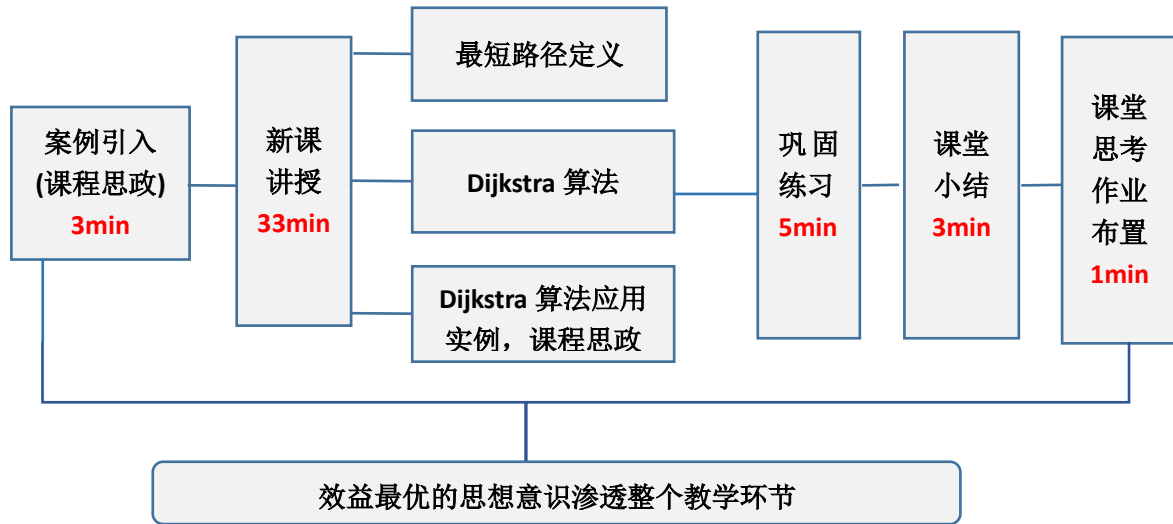 案例引入
(课程思政)
3min
新课
讲授
33min
最短路径定义
Dijkstra 算法
Dijkstra 算法应用
实例，课程思政
巩 固
练习
5min
课堂
小结
3min
课堂
思考
作业
布置
1min
效益最优的思想意识渗透整个教学环节